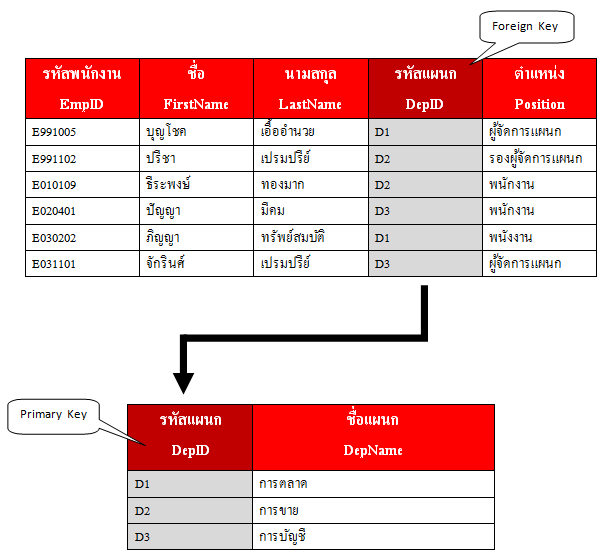 Foreign Key
รหัสพนักงาน ชื่อ นามสกุล รหัสแผนก ตำแหน่ง
EmpID FirstName LastName DepID Position
E991005 บุญโชค เอื้ออำนวย D1 ผู้จัดการแผนก
E991102 ปรีชา เปรมปรีย์ D2 รองผู้จัดการแผนก
E010109 ธีระพงษ์ ทองมาก D2 พนักงาน
E020401 ปัญญา มีคม D3 พนักงาน
E030202 ภิญญา ทรัพย์สมบัติ D1 พนังงาน
E031101 จักรินศ์ เปรมปรีย์ D3 ผู้จัดการแผนก
Primary Key
รหัสแผนก ชื่อแผนก
DepID DepName
D1 การตลาด
D2 การขาย
D3 การบัญชี